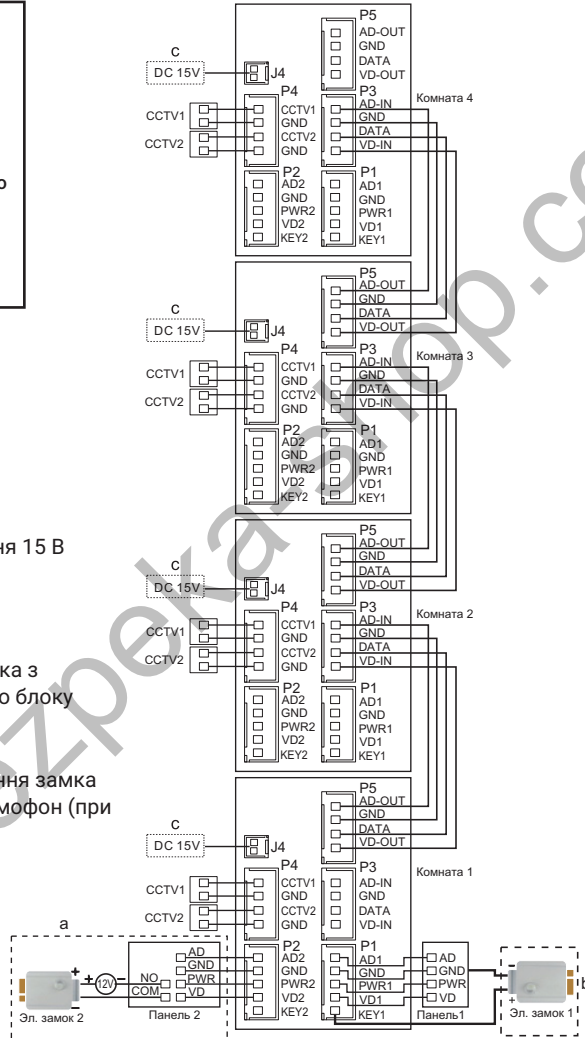 P5
AD-OUT
GND
DATA
VD-OUT
c
DC 15V
J4
P4
CCTV1
GND
CCTV2
GND
CCTV1
CCTV2
P3
AD-IN
GND
DATA
VD-IN
Комната 4
P2
AD2
GND
PWR2
VD2
KEY2
P1
AD1
GND
PWR1
VD1
KEY1
P5
AD-OUT
GND
DATA
VD-OUT
c
DC 15V
J4
P4
CCTV1
GND
CCTV2
GND
CCTV1
CCTV2
P3
AD-IN
GND
DATA
VD-IN
Комната 3
P2
AD2
GND
PWR2
VD2
KEY2
P1
AD1
GND
PWR1
VD1
KEY1
ня 15 В
P5
AD-OUT
GND
DATA
VD-OUT
c
DC 15V
J4
P4
CCTV1
GND
CCTV2
GND
CCTV1
CCTV2
P3
AD-IN
GND
DATA
VD-IN
Комната 2
ка з
о блоку
P2
AD2
GND
PWR2
VD2
KEY2
P1
AD1
GND
PWR1
VD1
KEY1
ння замка
мофон (при
P5
AD-OUT
GND
DATA
VD-OUT
c
DC 15V
J4
P4
CCTV1
GND
CCTV2
GND
CCTV1
CCTV2
P3
AD-IN
GND
DATA
VD-IN
Комната 1
a
P2
AD2
GND
PWR2
VD2
KEY2
P1
AD1
GND
PWR1
VD1
KEY1
AD
GND
PWR
VD
NO
COM
Панель 2
+ 12V −
+
−
Эл. замок 2
AD
GND
PWR
VD
Панель1
−
+
Эл. замок 1
b
ezpeka-shop.co